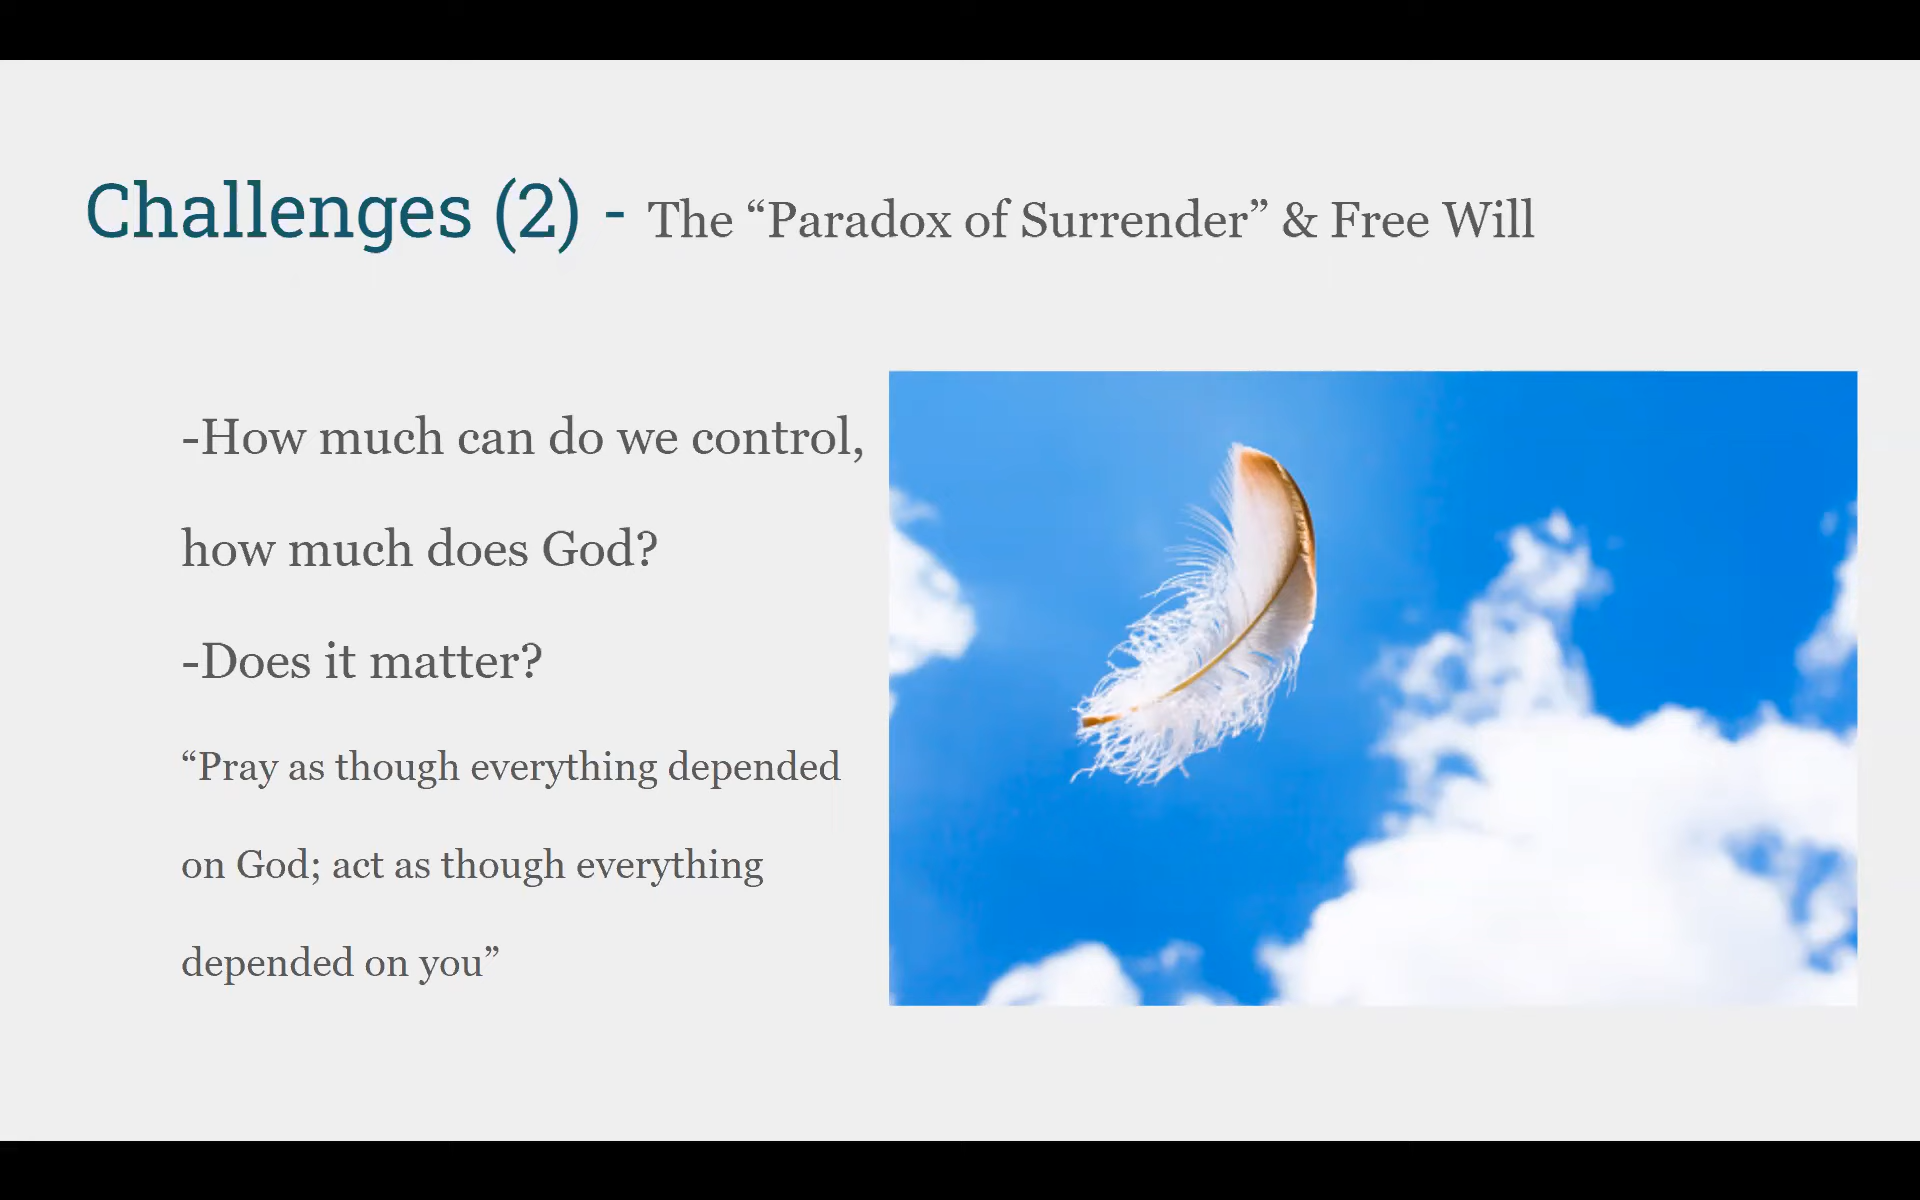 Challenges (2) - The “Paradox of Surrender” & Free Will
-How much can do we control,
how much does God?
-Does it matter?
“Pray as though everything depended
on God; act as though everything
depended on you”